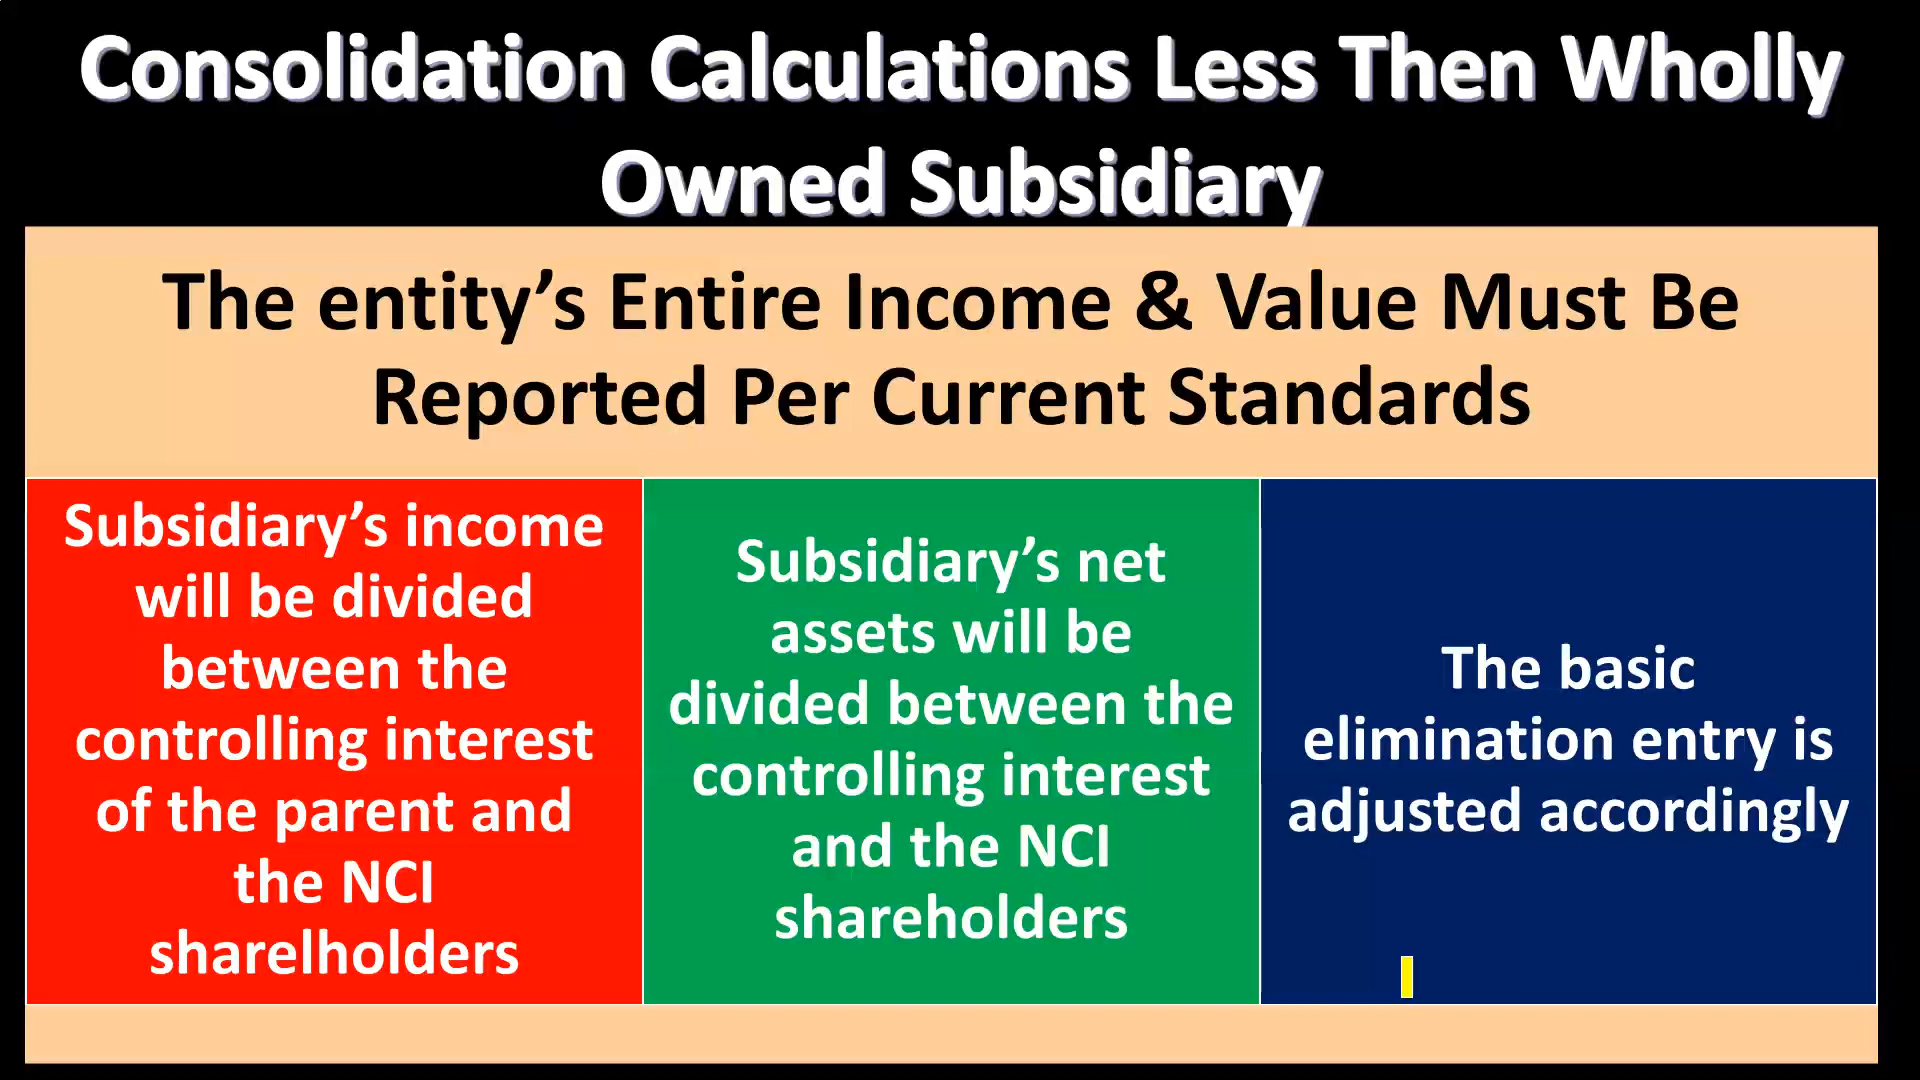 Consolidation Calculations Less Then Wholly
Owned Subsidiary
The entity’s Entire Income & Value Must Be
Reported Per Current Standards
Subsidiary’s income
will be divided
between the
controlling interest
of the parent and
the NCI
sharelholders
Subsidiary’s net
assets will be
divided between the
controlling interest
and the NCI
shareholders
The basic
elimination entry is
adjusted accordingly